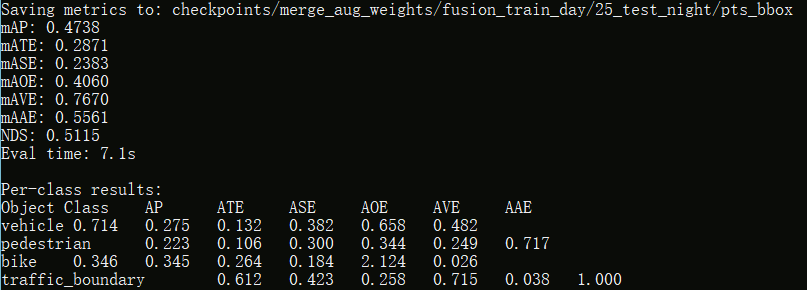 Saving metrics to: checkpoints/merge_aug_weights/fusion_train_day/25_test_night/pts_bbox
mAP: 0.4738
mATE: 0.2871
mASE: 0.2383
mAOE: 0.4060
mAVE: 0.7670
mAAE: 0.5561
NDS: 0.5115
Eval time: 7.1s
Per-class results:
Object Class AP ATE ASE AOE AVE AAE
vehicle 0.714 0.275 0.132 0.382 0.658 0.482
pedestrian 0.223 0.106 0.300 0.344 0.249 0.717
bike 0.346 0.345 0.264 0.184 2.124 0.026
traffic_boundary 0.612 0.423 0.258 0.715 0.038 1.000